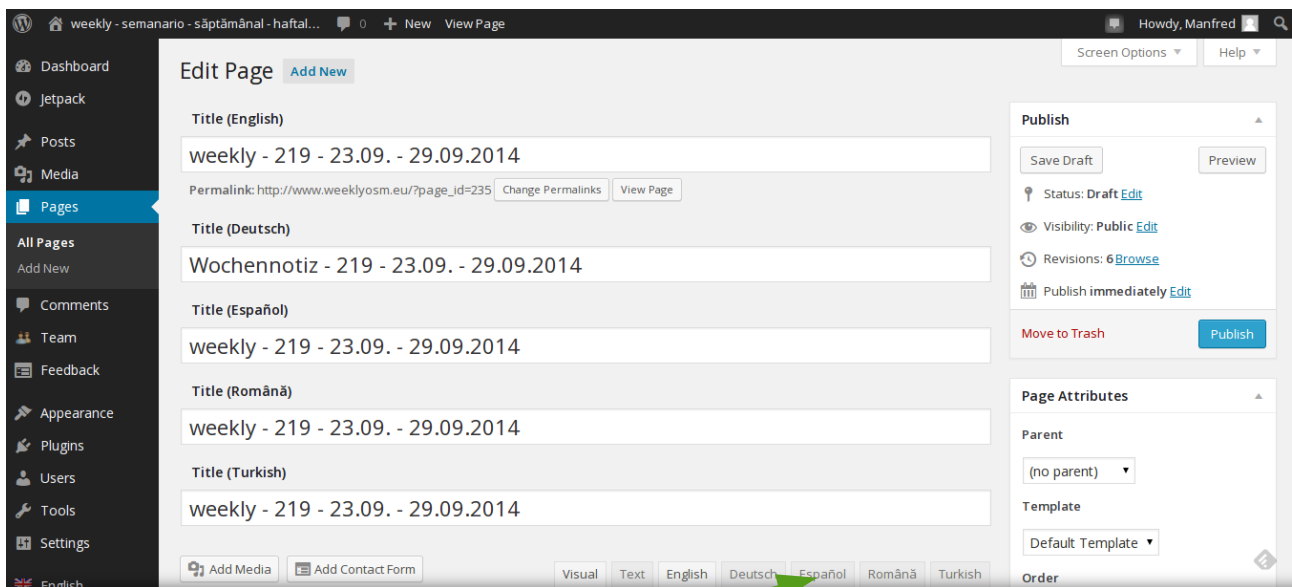 weekly - semanario - săptămânal - haftal... 0 + New View Page Howdy, Manfred
Screen Options Help
Dashboard
Jetpack
Posts
Media
Pages
All Pages
Add New
Comments
Team
Feedback
Appearance
Plugins
Users
Tools
Settings
English
Edit Page Add New
Title (English)
weekly - 219 - 23.09. - 29.09.2014
Permalink: http://www.weeklyosm.eu/?page_id=235 Change Permalinks View Page
Title (Deutsch)
Wochennotiz - 219 - 23.09. - 29.09.2014
Title (Español)
weekly - 219 - 23.09. - 29.09.2014
Title (Română)
weekly - 219 - 23.09. - 29.09.2014
Title (Turkish)
weekly - 219 - 23.09. - 29.09.2014
Add Media Add Contact Form
Visual Text English Deutsch Español Română Turkish
Publish
Save Draft Preview
Status: Draft Edit
Visibility: Public Edit
Revisions: 6 Browse
Publish immediately Edit
Move to Trash Publish
Page Attributes
Parent
(no parent)
Template
Default Template
Order